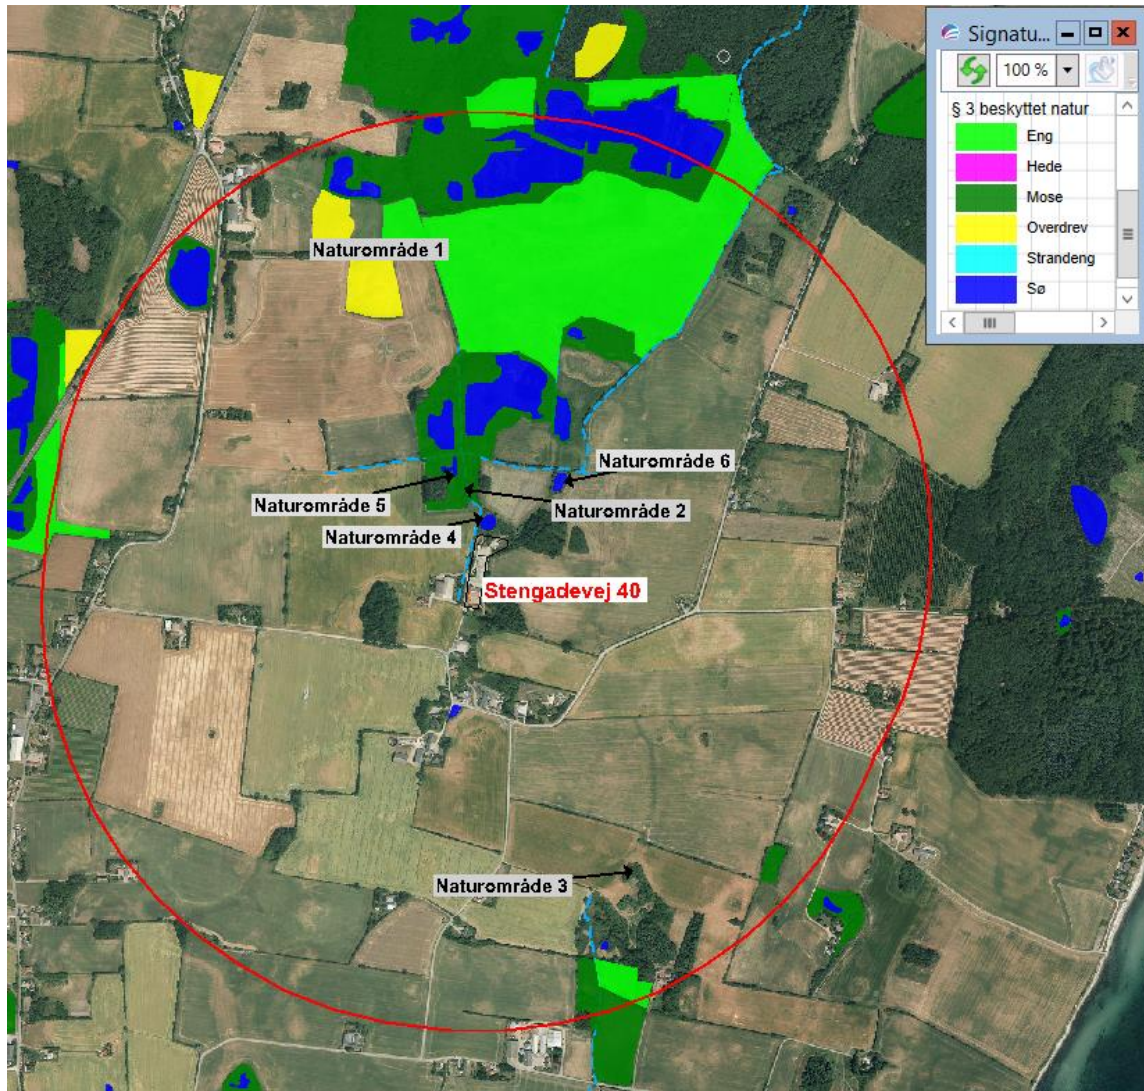 Signatu...
100 %
§ 3 beskyttet natur
Eng
Hede
Mose
Overdrev
Strandeng
Sø
Naturområde 1
Naturområde 6
Naturområde 5
Naturområde 2
Naturområde 4
Stengadevej 40
Naturområde 3